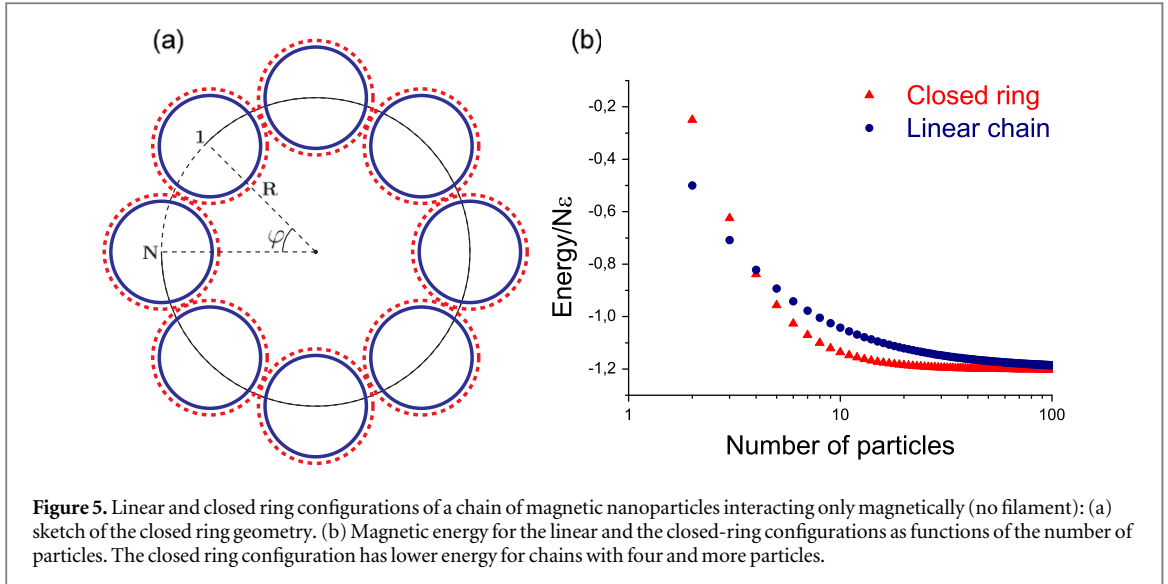 (a)
1
R
N
φ
(b)
Closed ring
Linear chain
-0,2
-0,4
-0,6
-0,8
-1,0
-1,2
Energy/Nε
1
10
100
Number of particles
Figure 5. Linear and closed ring configurations of a chain of magnetic nanoparticles interacting only magnetically (no filament): (a)
sketch of the closed ring geometry. (b) Magnetic energy for the linear and the closed-ring configurations as functions of the number of
particles. The closed ring configuration has lower energy for chains with four and more particles.